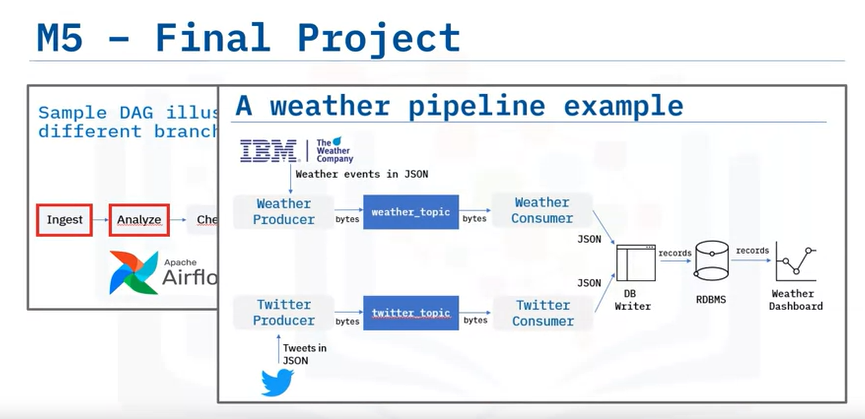 M5 – Final Project
Sample DAG illus
different branch
Ingest
Analyze
Che
Apache
Airflo
A weather pipeline example
IBM
The
Weather
Company
Weather events in JSON
Weather
Producer
bytes
weather_topic
bytes
Weather
Consumer
JSON
Twitter
Producer
bytes
twitter_topic
bytes
Twitter
Consumer
JSON
Tweets in
JSON
DB
Writer
records
RDBMS
records
Weather
Dashboard